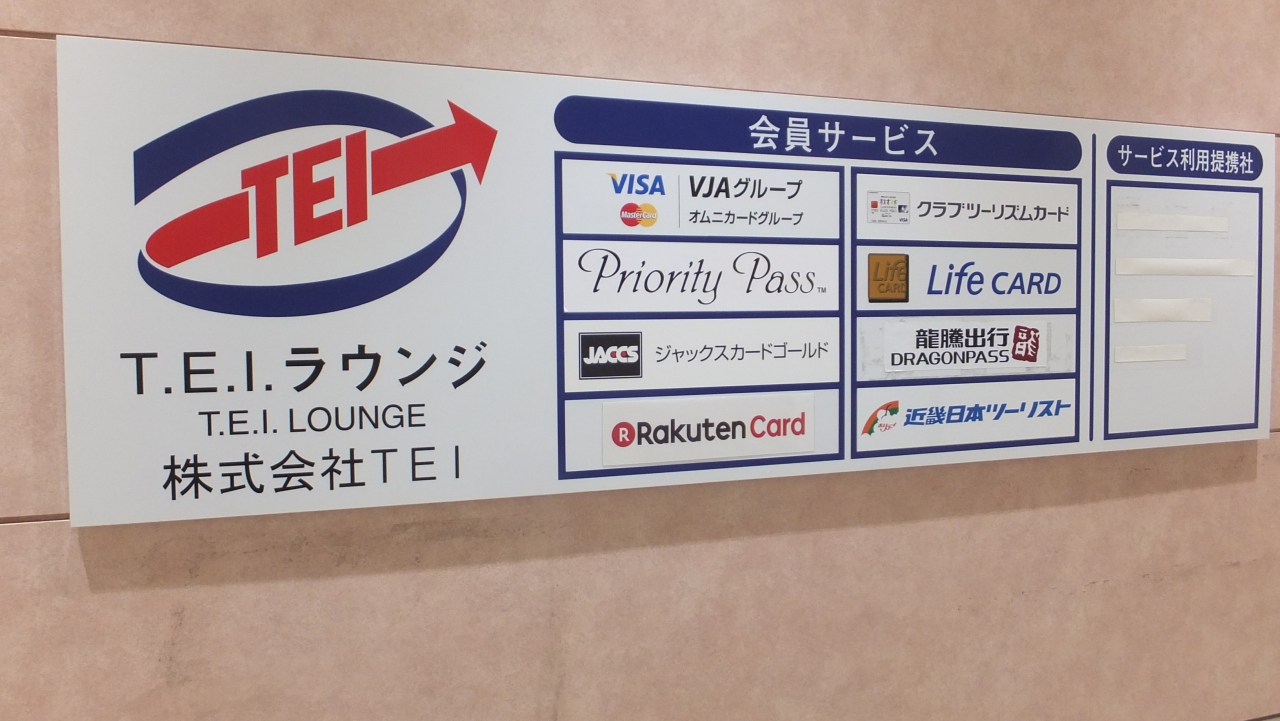 TEI
T.E.I.ラウンジ
T.E.I. LOUNGE
株式会社TEI
会員サービス
VISA
MasterCard
VJAグループ
オムニカードグループ
Priority Pass™
JACCS
ジャックスカードゴールド
R Rakuten Card
クラブツーリズムカード
Life CARD
Life CARD
龍騰出行
DRAGONPASS
近畿日本ツーリスト
サービス利用提携社